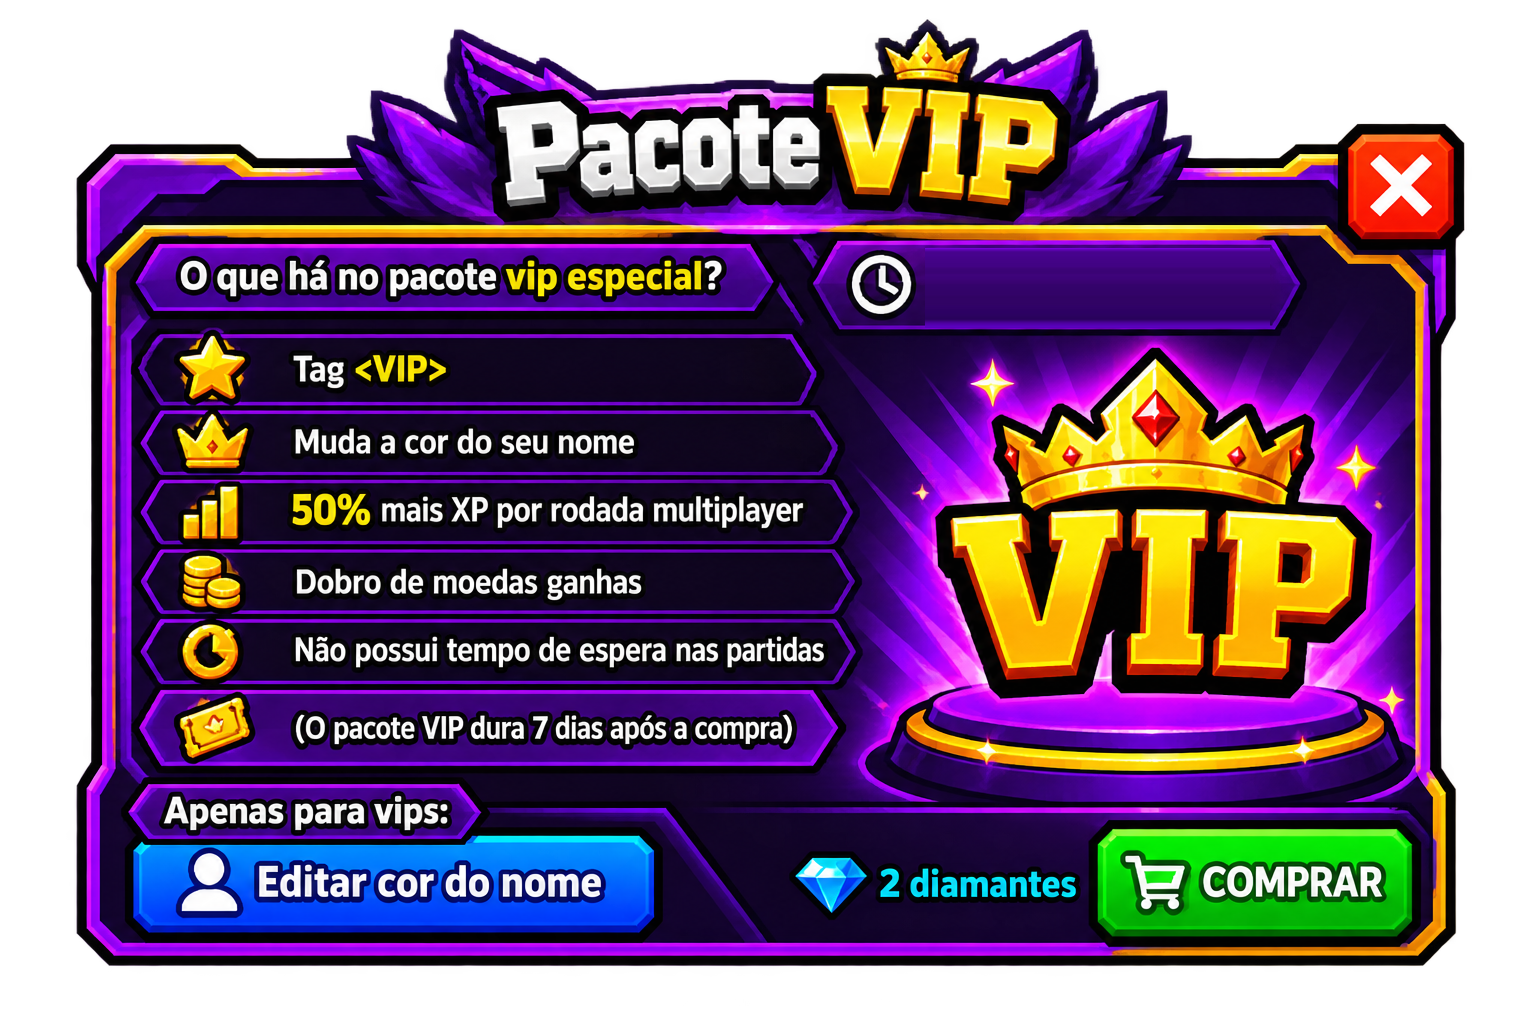 Pacote VIP
O que há no pacote vip especial?
Tag <VIP>
Muda a cor do seu nome
50% mais XP por rodada multiplayer
Dobro de moedas ganhas
Não possui tempo de espera nas partidas
(O pacote VIP dura 7 dias após a compra)
VIP
Apenas para vips:
Editar cor do nome
2 diamantes
COMPRAR